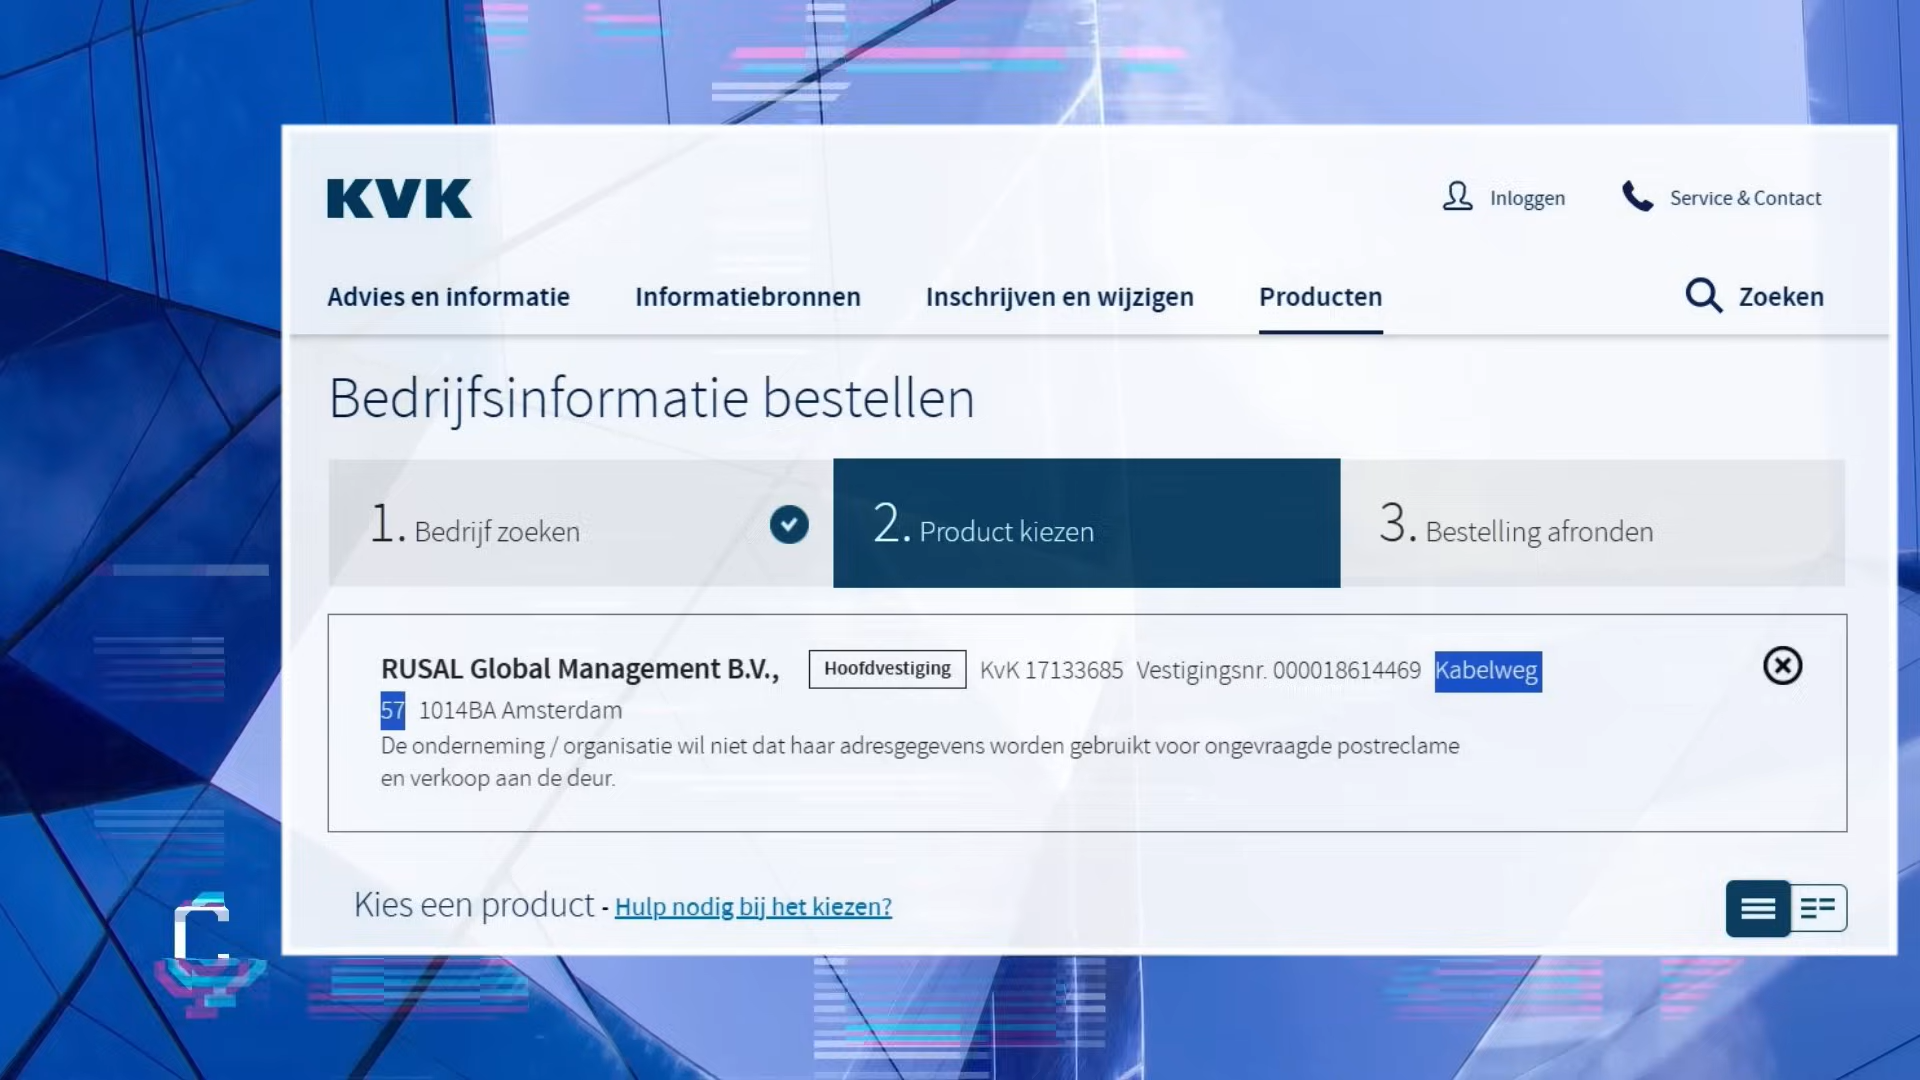 KVK
Inloggen
Service & Contact
Advies en informatie
Informatiebronnen
Inschrijven en wijzigen
Producten
Zoeken
Bedrijfsinformatie bestellen
1. Bedrijf zoeken
2. Product kiezen
3. Bestelling afronden
RUSAL Global Management B.V., Hoofdvestiging KvK 17133685 Vestigingsnr. 000018614469 Kabelweg
57 1014BA Amsterdam
De onderneming / organisatie wil niet dat haar adresgegevens worden gebruikt voor ongevraagde postreclame
en verkoop aan de deur.
Kies een product - Hulp nodig bij het kiezen?